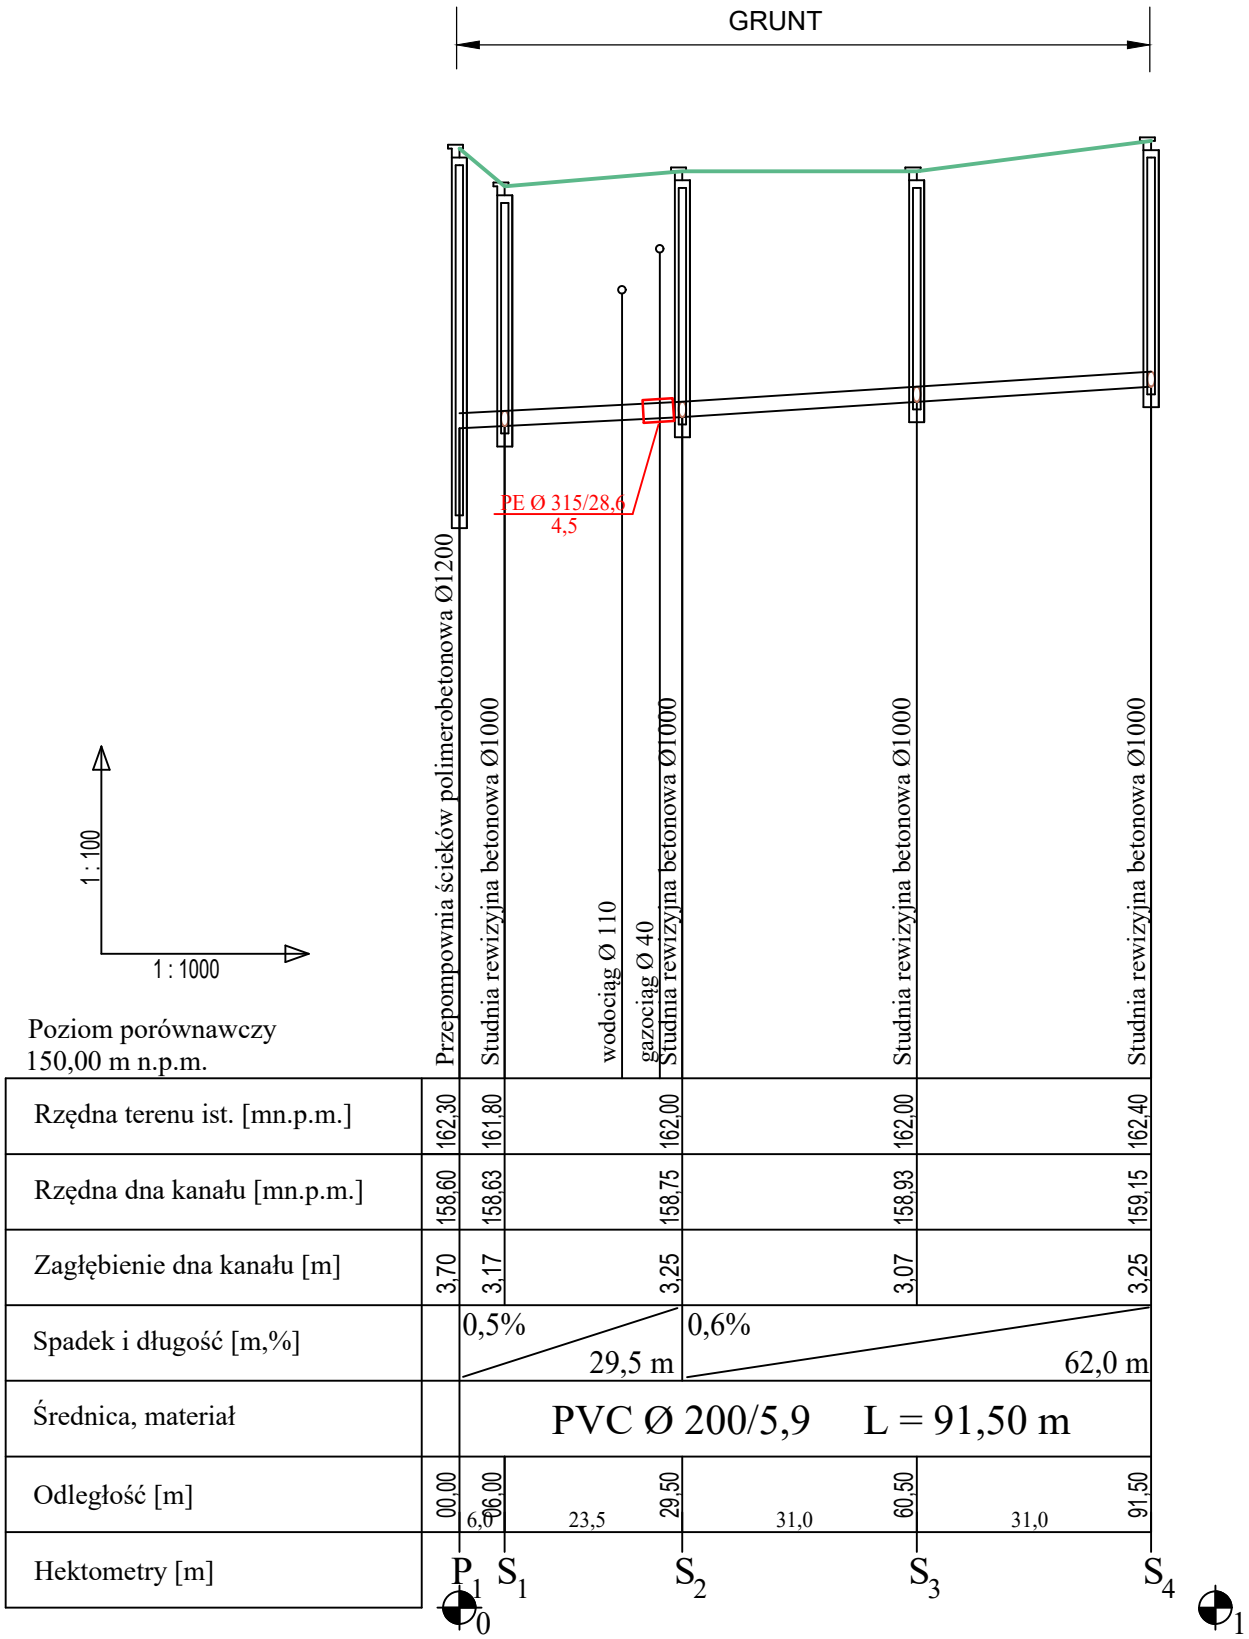 GRUNT
PE Ø 315/28,6
4,5
Przepompownia ścieków polimerobetonowa Ø1200
Studnia rewizyjna betonowa Ø1000
wodociąg Ø 110
gazociąg Ø 40
Studnia rewizyjna betonowa Ø1000
Studnia rewizyjna betonowa Ø1000
Studnia rewizyjna betonowa Ø1000
1 : 100
1 : 1000
Poziom porównawczy
150,00 m n.p.m.
Rzędna terenu ist. [mn.p.m.] 162,30 161,80 162,00 162,00 162,40
Rzędna dna kanału [mn.p.m.] 158,60 158,63 158,75 158,93 159,15
Zagłębienie dna kanału [m] 3,70 3,17 3,25 3,07 3,25
Spadek i długość [m,%] 0,5% 29,5 m 0,6% 62,0 m
Średnica, materiał PVC Ø 200/5,9 L = 91,50 m
Odległość [m] 00,00 06,00 29,50 60,50 91,50
6,0 23,5 31,0 31,0
Hektometry [m] P1 S1 S2 S3 S4
0 1